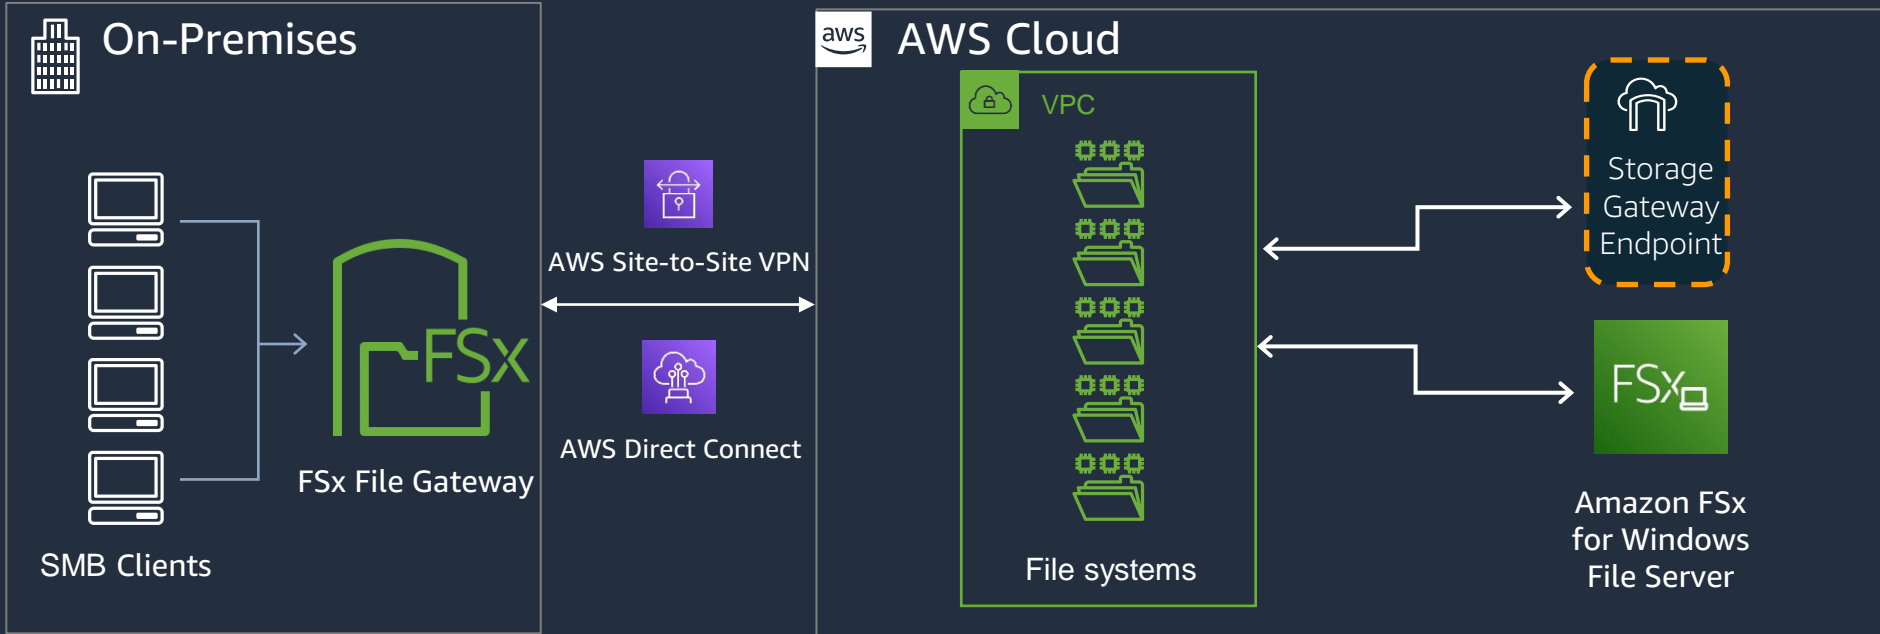 On-Premises
SMB Clients
FSx
FSx File Gateway
AWS Site-to-Site VPN
AWS Direct Connect
aws
AWS Cloud
VPC
File systems
Storage
Gateway
Endpoint
FSx
Amazon FSx
for Windows
File Server